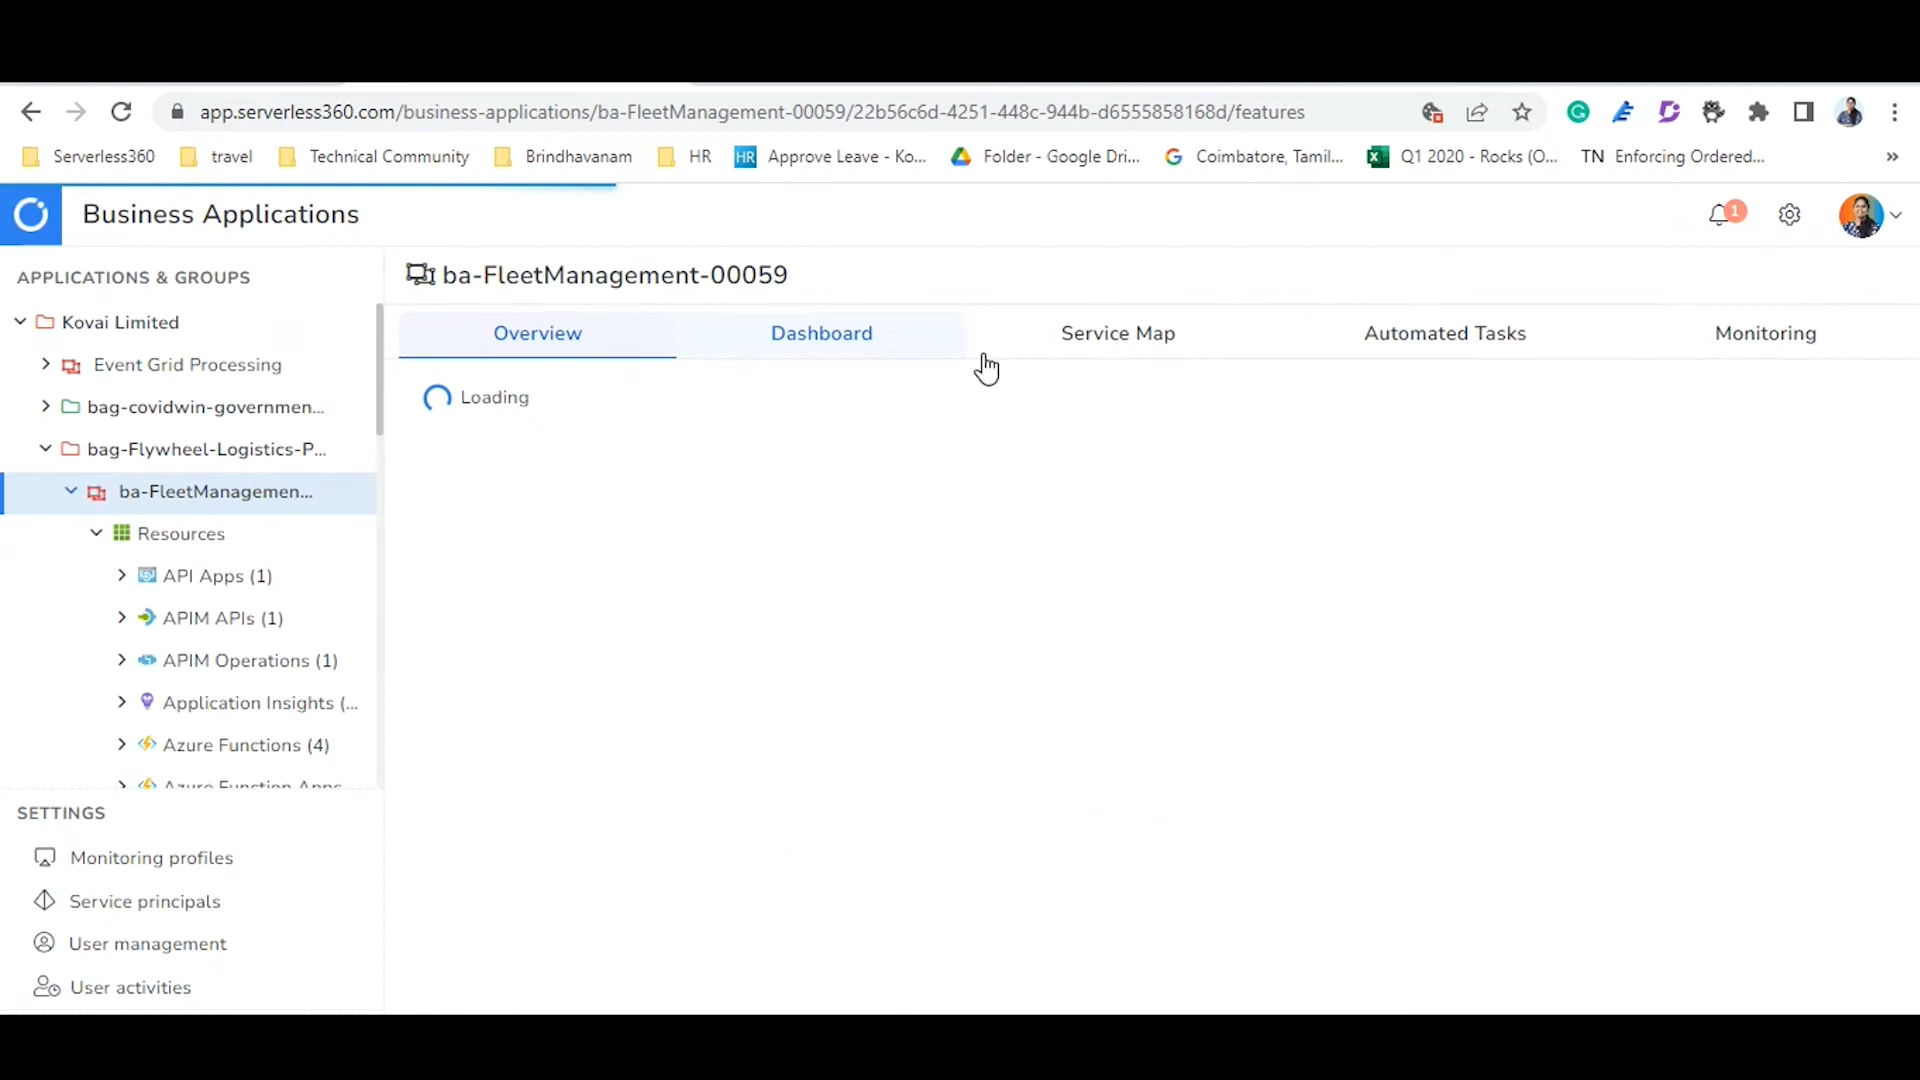 app.serverless360.com/business-applications/ba-FleetManagement-00059/22b56c6d-4251-448c-944b-d6555858168d/features
Serverless360 travel Technical Community Brindhavanam HR HR Approve Leave - Ko... Folder - Google Dri... Coimbatore, Tamil... Q1 2020 - Rocks (O... TN Enforcing Ordered... »
Business Applications
1
APPLICATIONS & GROUPS
Kovai Limited
Event Grid Processing
bag-covidwin-governmen...
bag-Flywheel-Logistics-P...
ba-FleetManagemen...
Resources
API Apps (1)
APIM APIs (1)
APIM Operations (1)
Application Insights (...
Azure Functions (4)
Azure Function Apps
SETTINGS
Monitoring profiles
Service principals
User management
User activities
ba-FleetManagement-00059
Overview Dashboard Service Map Automated Tasks Monitoring
Loading